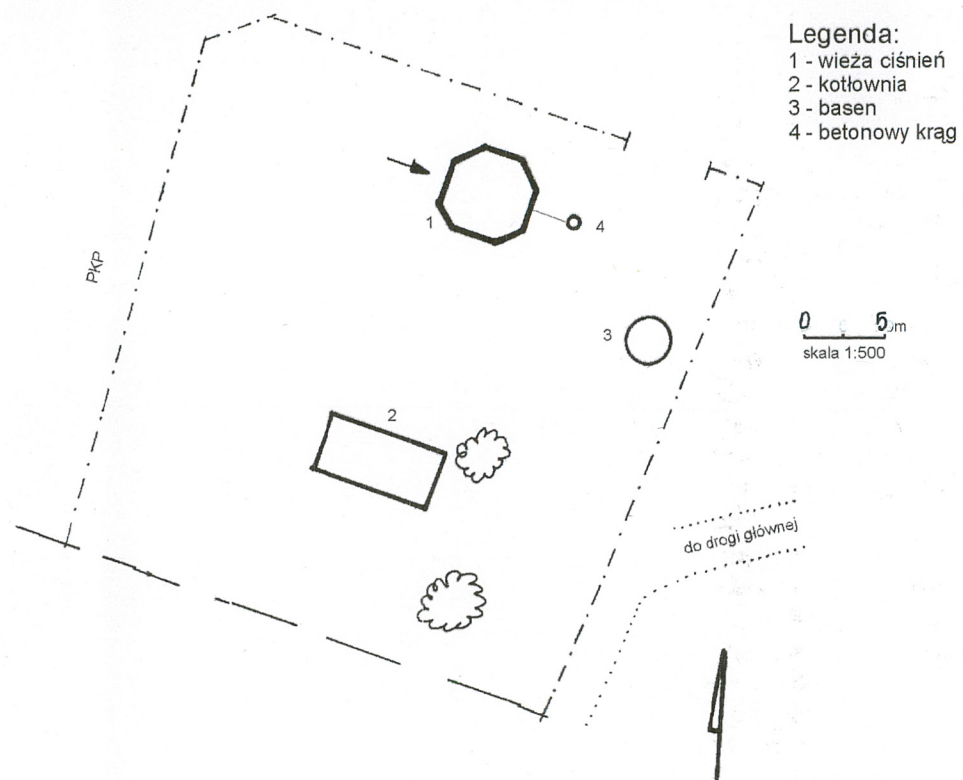 Legenda:
1 - wieża ciśnień
2 - kotłownia
3 - basen
4 - betonowy krąg
1
4
PKP
3
0 5 m
skala 1:500
2
do drogi głównej